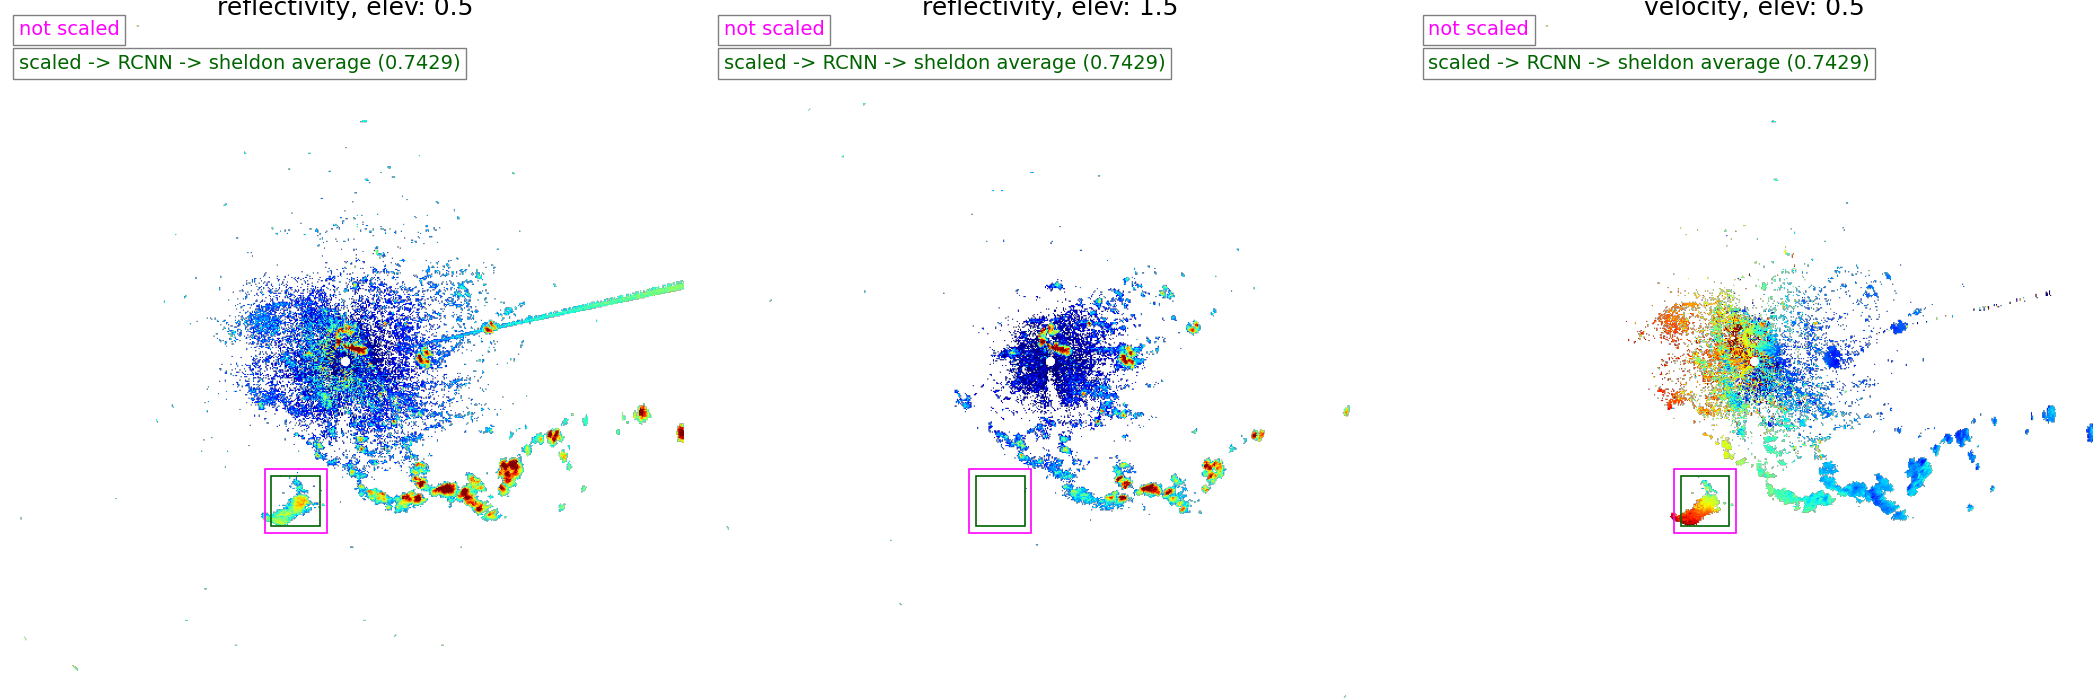 reflectivity, elev: 0.5
not scaled
scaled -> RCNN -> sheldon average (0.7429)
reflectivity, elev: 1.5
not scaled
scaled -> RCNN -> sheldon average (0.7429)
velocity, elev: 0.5
not scaled
scaled -> RCNN -> sheldon average (0.7429)